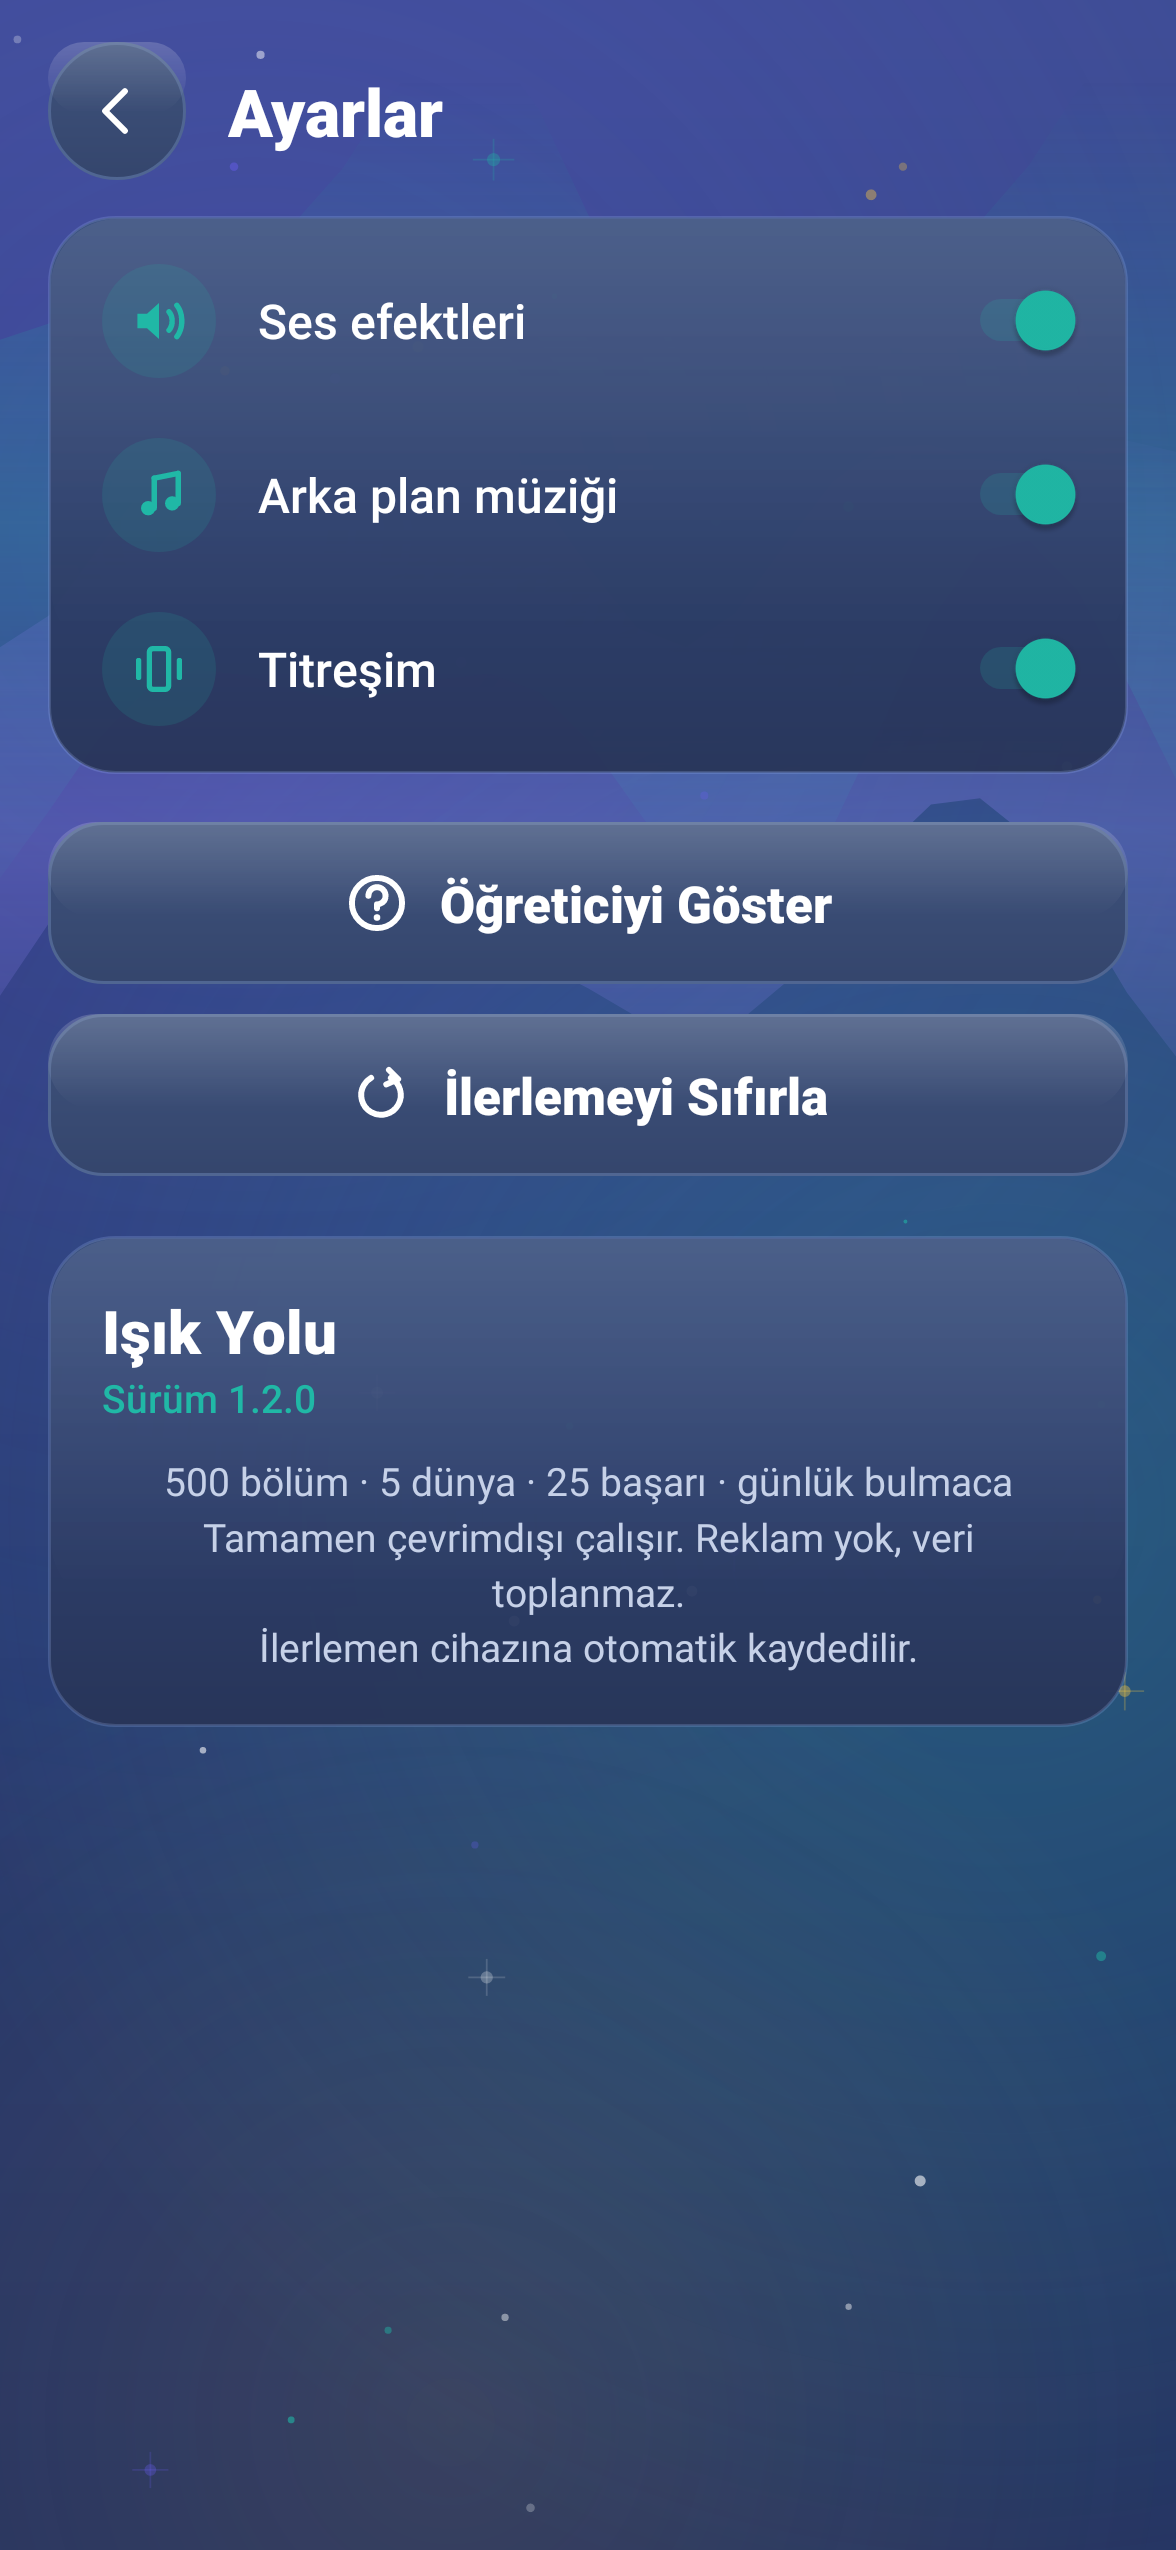 Ayarlar
Ses efektleri
Arka plan müziği
Titreşim
Öğreticiyi Göster
İlerlemeyi Sıfırla
Işık Yolu
Sürüm 1.2.0
500 bölüm · 5 dünya · 25 başarı · günlük bulmaca
Tamamen çevrimdışı çalışır. Reklam yok, veri
toplanmaz.
İlerlemen cihazına otomatik kaydedilir.